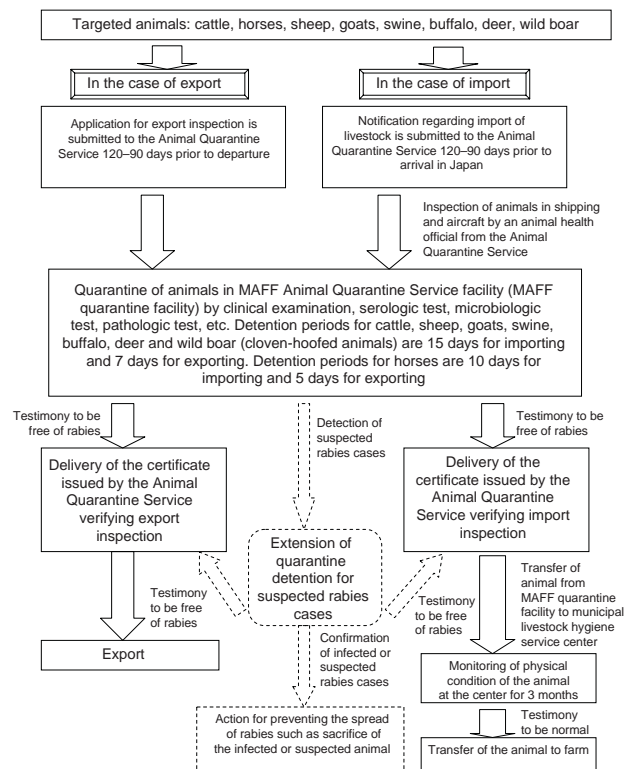 Targeted animals: cattle, horses, sheep, goats, swine, buffalo, deer, wild boar
In the case of export
In the case of import
Application for export inspection is
submitted to the Animal Quarantine
Service 120–90 days prior to departure
Notification regarding import of
livestock is submitted to the Animal
Quarantine Service 120–90 days prior to
arrival in Japan
Inspection of animals in shipping
and aircraft by an animal health
official from the Animal
Quarantine Service
Quarantine of animals in MAFF Animal Quarantine Service facility (MAFF
quarantine facility) by clinical examination, serologic test, microbiologic
test, pathologic test, etc. Detention periods for cattle, sheep, goats, swine,
buffalo, deer and wild boar (cloven-hoofed animals) are 15 days for importing
and 7 days for exporting. Detention periods for horses are 10 days for
importing and 5 days for exporting
Testimony to be
free of rabies
Detection of
suspected
rabies cases
Testimony to be
free of rabies
Delivery of the certificate
issued by the Animal
Quarantine Service
verifying export
inspection
Delivery of the
certificate issued by the
Animal Quarantine
Service verifying import
inspection
Extension of
quarantine
detention for
suspected rabies
cases
Testimony
to be free
of rabies
Testimony
to be free
of rabies
Transfer of
animal from
MAFF quarantine
facility to municipal
livestock hygiene
service center
Export
Confirmation
of infected or
suspected
rabies cases
Monitoring of physical
condition of the animal
at the center for 3 months
Action for preventing the spread
of rabies such as sacrifice of
the infected or suspected animal
Testimony
to be normal
Transfer of the animal to farm